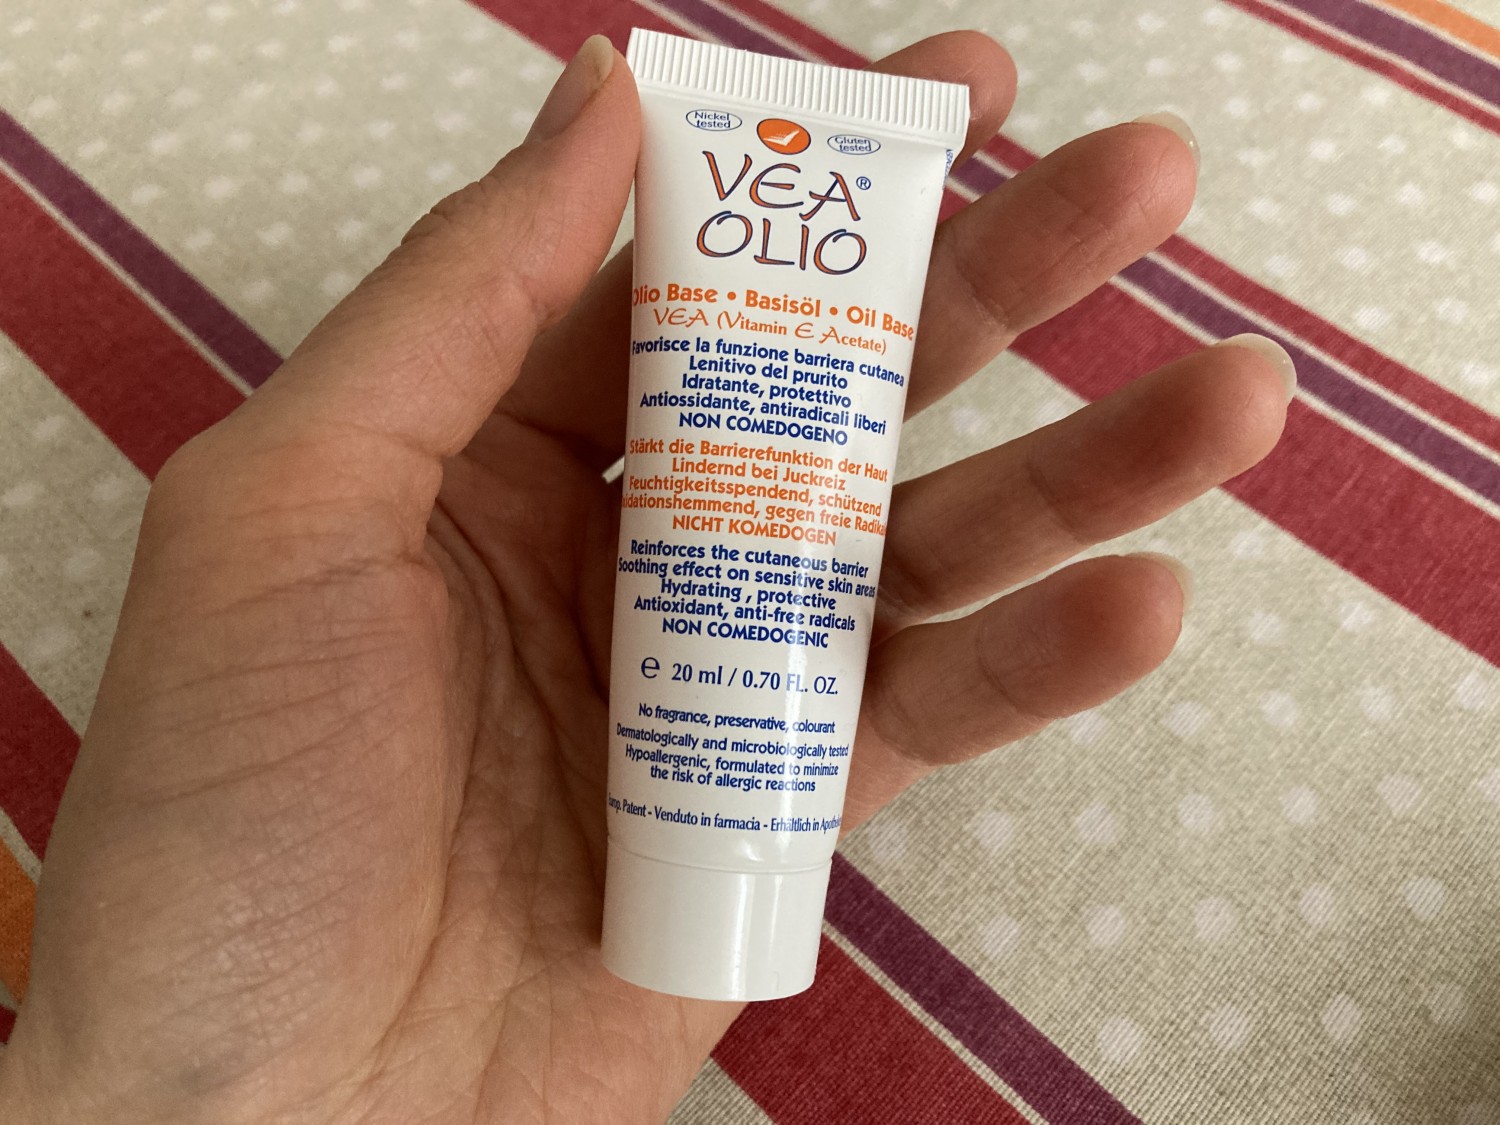 Nickel
tested
Gluten
tested
VEA®
OLIO
Olio Base • Basisöl • Oil Base
VEA (Vitamin E Acetate)
Favorisce la funzione barriera cutanea
Lenitivo del prurito
Idratante, protettivo
Antiossidante, antiradicali liberi
NON COMEDOGENO
Stärkt die Barrierefunktion der Haut
Lindernd bei Juckreiz
Feuchtigkeitsspendend, schützend
gegen freie
NICHT KOMEDOGEN
Reinforces the cutaneous barrier
Soothing effect on sensitive skin areas
Hydrating , protective
Antioxidant, anti-free radicals
NON COMEDOGENIC
e 20 ml / 0.70 FL. OZ.
No fragrance, preservative, colourant
Dermatologically and microbiologically tested
Hypoallergenic, formulated to minimize
the risk of allergic reactions
Patent - Venduto in farmacia - Erhältlich in